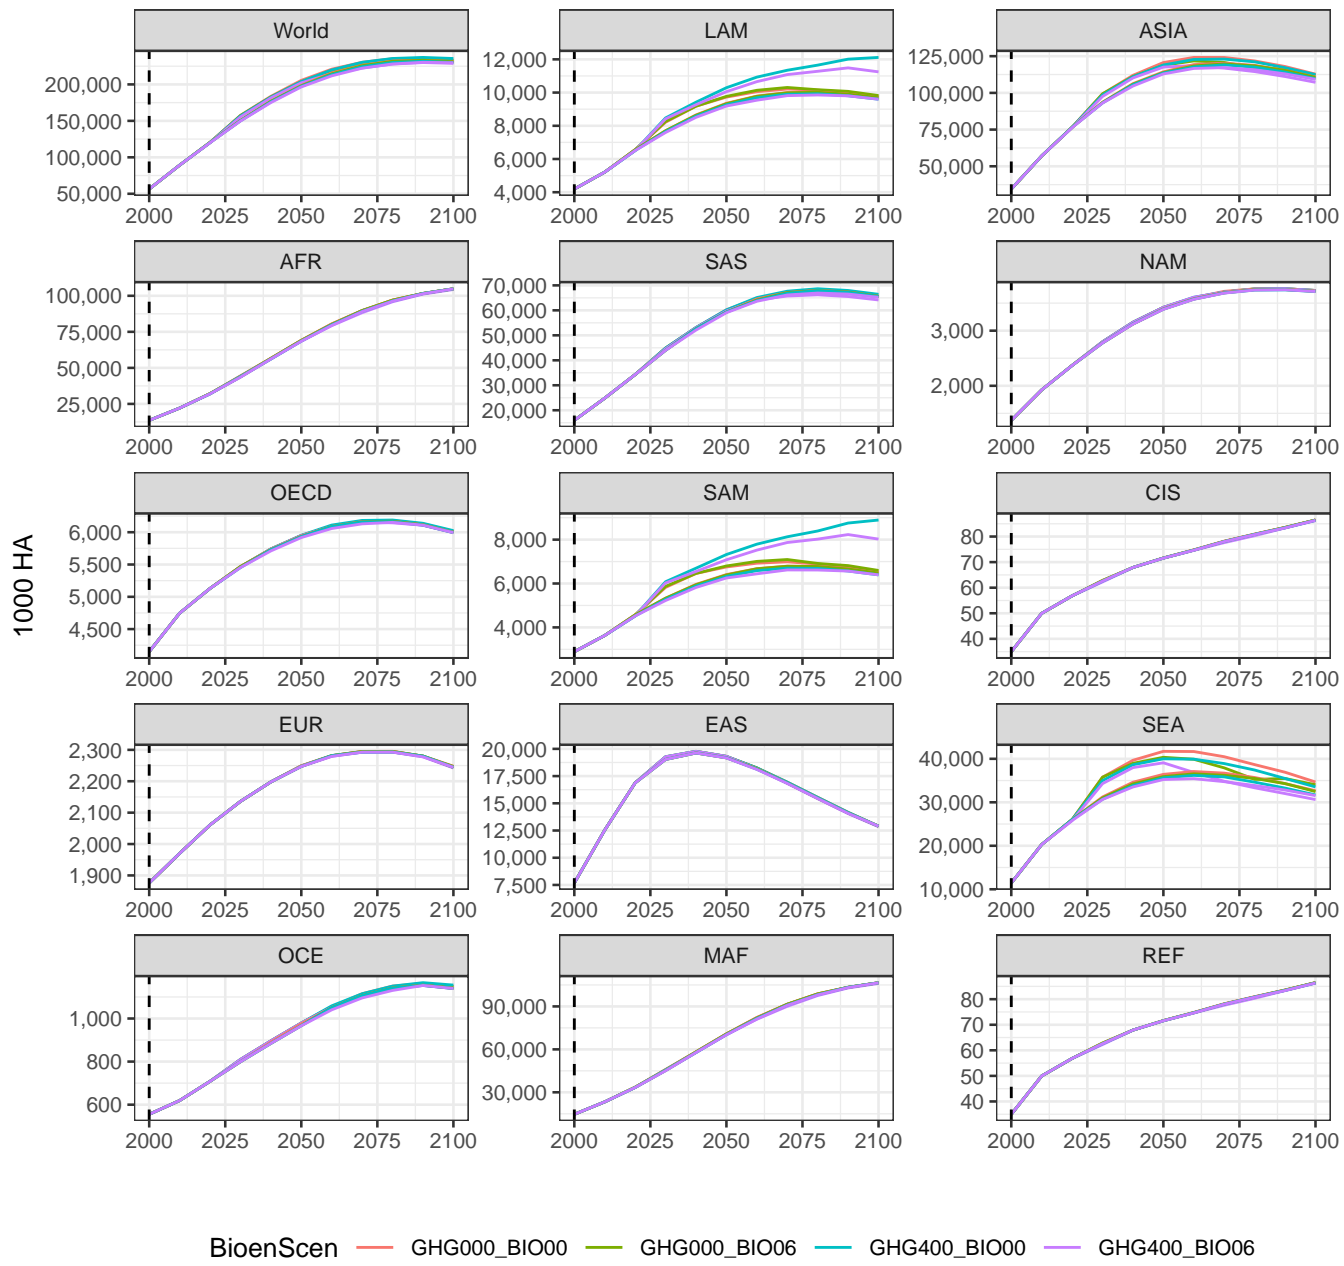 World
LAM
ASIA
200,000
150,000
100,000
50,000
12,000
10,000
8,000
6,000
4,000
125,000
100,000
75,000
50,000
2000 2025 2050 2075 2100
2000 2025 2050 2075 2100
2000 2025 2050 2075 2100
AFR
SAS
NAM
100,000
75,000
50,000
25,000
70,000
60,000
50,000
40,000
30,000
20,000
3,000
2,000
2000 2025 2050 2075 2100
2000 2025 2050 2075 2100
2000 2025 2050 2075 2100
1000 HA
OECD
SAM
CIS
6,000
5,500
5,000
4,500
8,000
6,000
4,000
80
70
60
50
40
2000 2025 2050 2075 2100
2000 2025 2050 2075 2100
2000 2025 2050 2075 2100
EUR
EAS
SEA
2,300
2,200
2,100
2,000
1,900
20,000
17,500
15,000
12,500
10,000
7,500
40,000
30,000
20,000
10,000
2000 2025 2050 2075 2100
2000 2025 2050 2075 2100
2000 2025 2050 2075 2100
OCE
MAF
REF
1,000
800
600
90,000
60,000
30,000
80
70
60
50
40
2000 2025 2050 2075 2100
2000 2025 2050 2075 2100
2000 2025 2050 2075 2100
BioenScen GHG000_BIO00 GHG000_BIO06 GHG400_BIO00 GHG400_BIO06